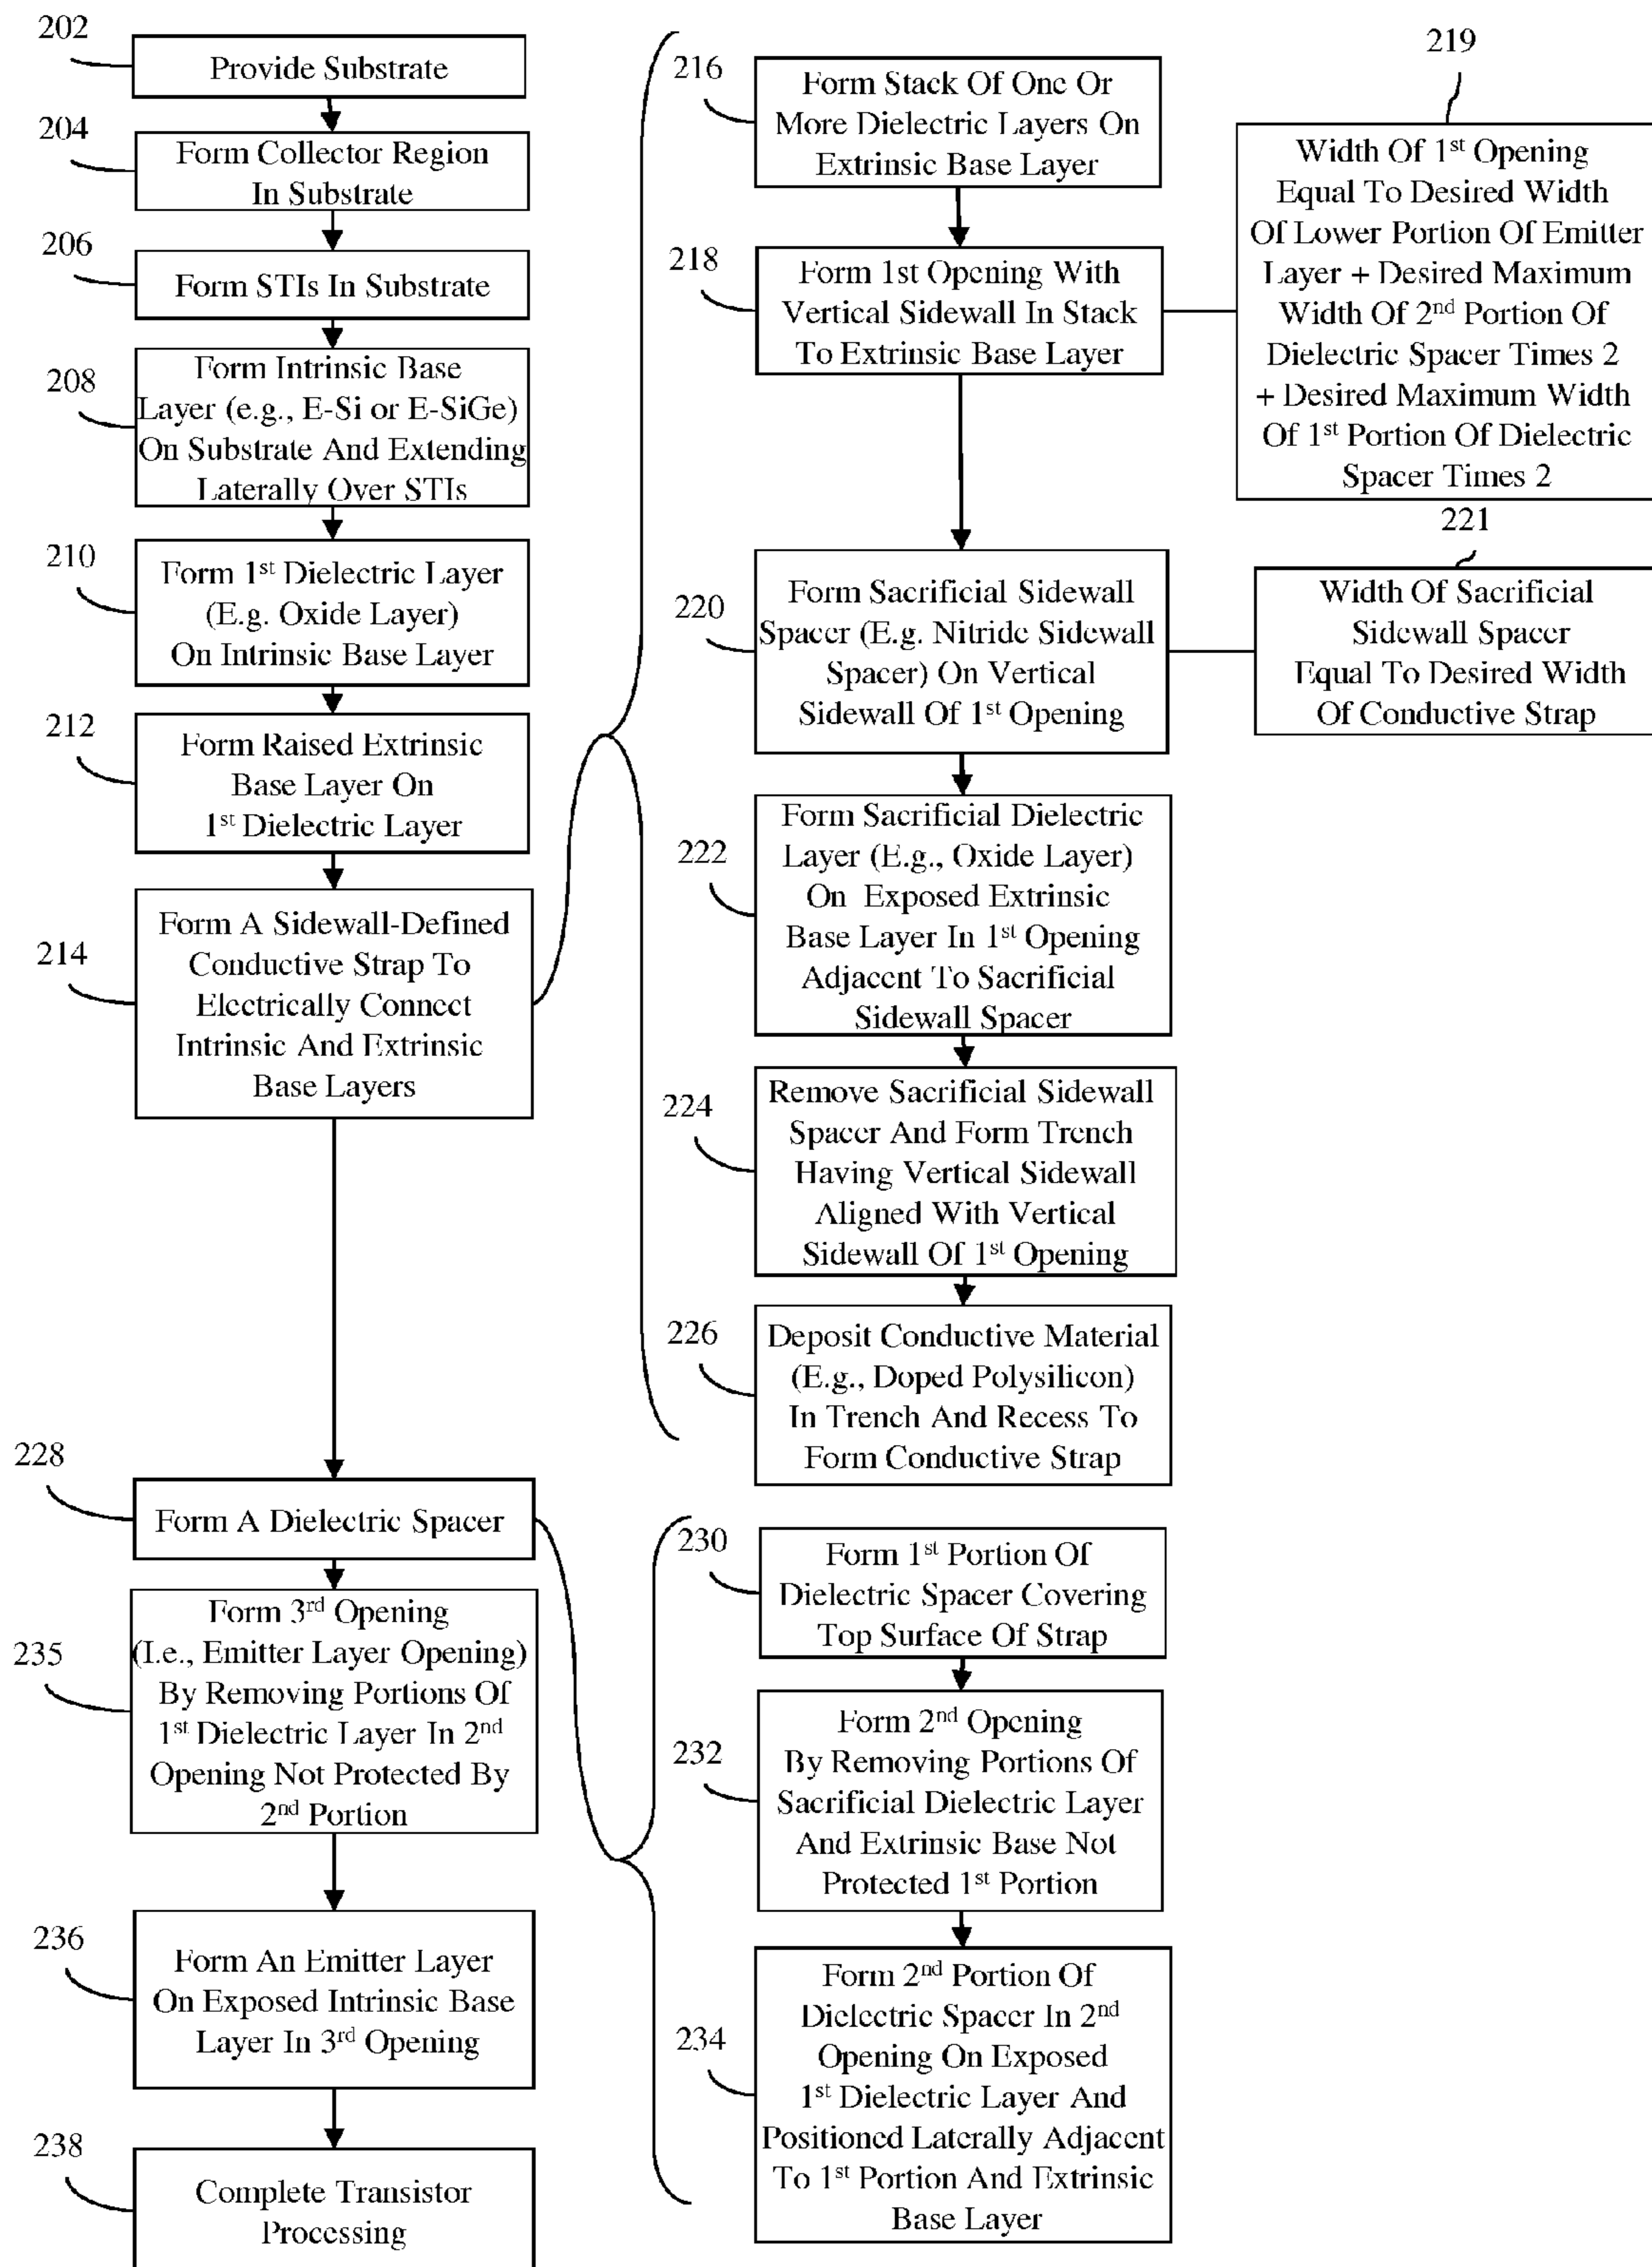 202
Provide Substrate
204
Form Collector Region
In Substrate
206
Form STIs In Substrate
208
Form Intrinsic Base
Layer (e.g., E-Si or E-SiGe)
On Substrate And Extending
Laterally Over STIs
210
Form 1st Dielectric Layer
(E.g. Oxide Layer)
On Intrinsic Base Layer
212
Form Raised Extrinsic
Base Layer On
1st Dielectric Layer
214
Form A Sidewall-Defined
Conductive Strap To
Electrically Connect
Intrinsic And Extrinsic
Base Layers
216
Form Stack Of One Or
More Dielectric Layers On
Extrinsic Base Layer
218
Form 1st Opening With
Vertical Sidewall In Stack
To Extrinsic Base Layer
219
Width Of 1st Opening
Equal To Desired Width
Of Lower Portion Of Emitter
Layer + Desired Maximum
Width Of 2nd Portion Of
Dielectric Spacer Times 2
+ Desired Maximum Width
Of 1st Portion Of Dielectric
Spacer Times 2
220
Form Sacrificial Sidewall
Spacer (E.g. Nitride Sidewall
Spacer) On Vertical
Sidewall Of 1st Opening
221
Width Of Sacrificial
Sidewall Spacer
Equal To Desired Width
Of Conductive Strap
222
Form Sacrificial Dielectric
Layer (E.g., Oxide Layer)
On Exposed Extrinsic
Base Layer In 1st Opening
Adjacent To Sacrificial
Sidewall Spacer
224
Remove Sacrificial Sidewall
Spacer And Form Trench
Having Vertical Sidewall
Aligned With Vertical
Sidewall Of 1st Opening
226
Deposit Conductive Material
(E.g., Doped Polysilicon)
In Trench And Recess To
Form Conductive Strap
228
Form A Dielectric Spacer
230
Form 1st Portion Of
Dielectric Spacer Covering
Top Surface Of Strap
232
Form 2nd Opening
By Removing Portions Of
Sacrificial Dielectric Layer
And Extrinsic Base Not
Protected 1st Portion
234
Form 2nd Portion Of
Dielectric Spacer In 2nd
Opening On Exposed
1st Dielectric Layer And
Positioned Laterally Adjacent
To 1st Portion And Extrinsic
Base Layer
235
Form 3rd Opening
(I.e., Emitter Layer Opening)
By Removing Portions Of
1st Dielectric Layer In 2nd
Opening Not Protected By
2nd Portion
236
Form An Emitter Layer
On Exposed Intrinsic Base
Layer In 3rd Opening
238
Complete Transistor
Processing